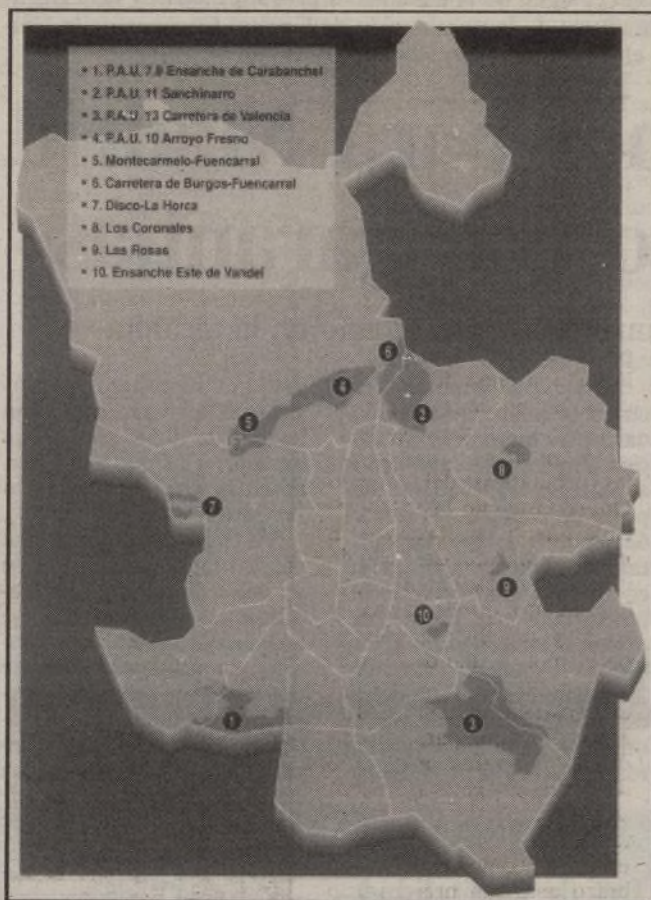 • 1. P.A.U. 7.8 Ensanche de Carabanchel
• 2. P.A.U. 11 Sanchinarro
• 3. P.A.U. 13 Carretera de Valencia
• 4. P.A.U. 10 Arroyo Fresno
• 5. Montecarmelo-Fuencarral
• 6. Carretera de Burgos-Fuencarral
• 7. Disco-La Horca
• 8. Los Coronales
• 9. Las Rosas
• 10. Ensanche Este de Vandel
6
4
2
5
8
7
9
10
1
3